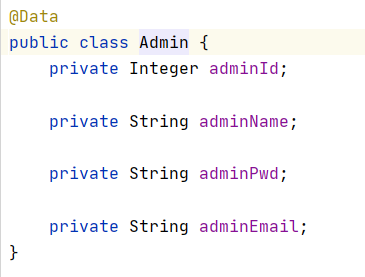 @Data
public class Admin {
    private Integer adminId;
    private String adminName;
    private String adminPwd;
    private String adminEmail;
}